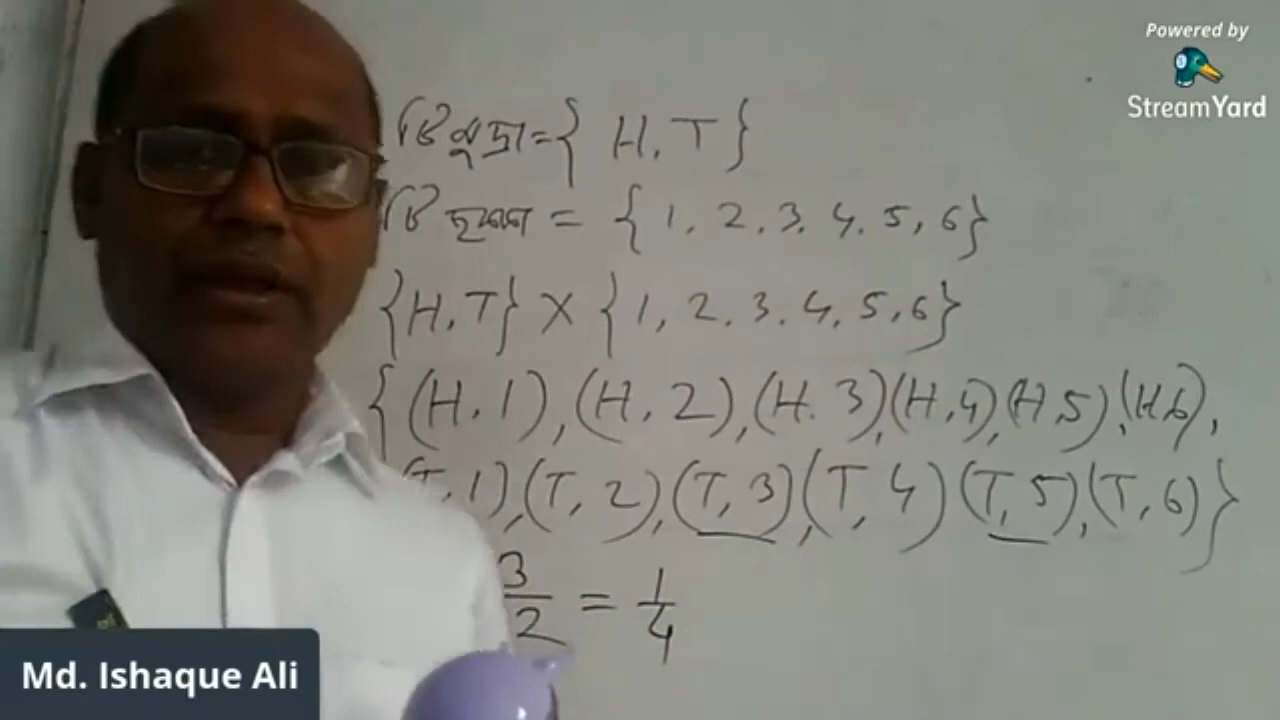 Powered by
StreamYard
টি মুদ্রা = { H, T }
টি ছক্কা = { 1, 2, 3, 4, 5, 6 }
{H, T} X {1, 2, 3, 4, 5, 6}
{(H, 1), (H, 2), (H, 3), (H, 4), (H, 5), (H, 6),
(T, 1), (T, 2), (T, 3), (T, 4) (T, 5), (T, 6)}
3/2 = 1/4
Md. Ishaque Ali